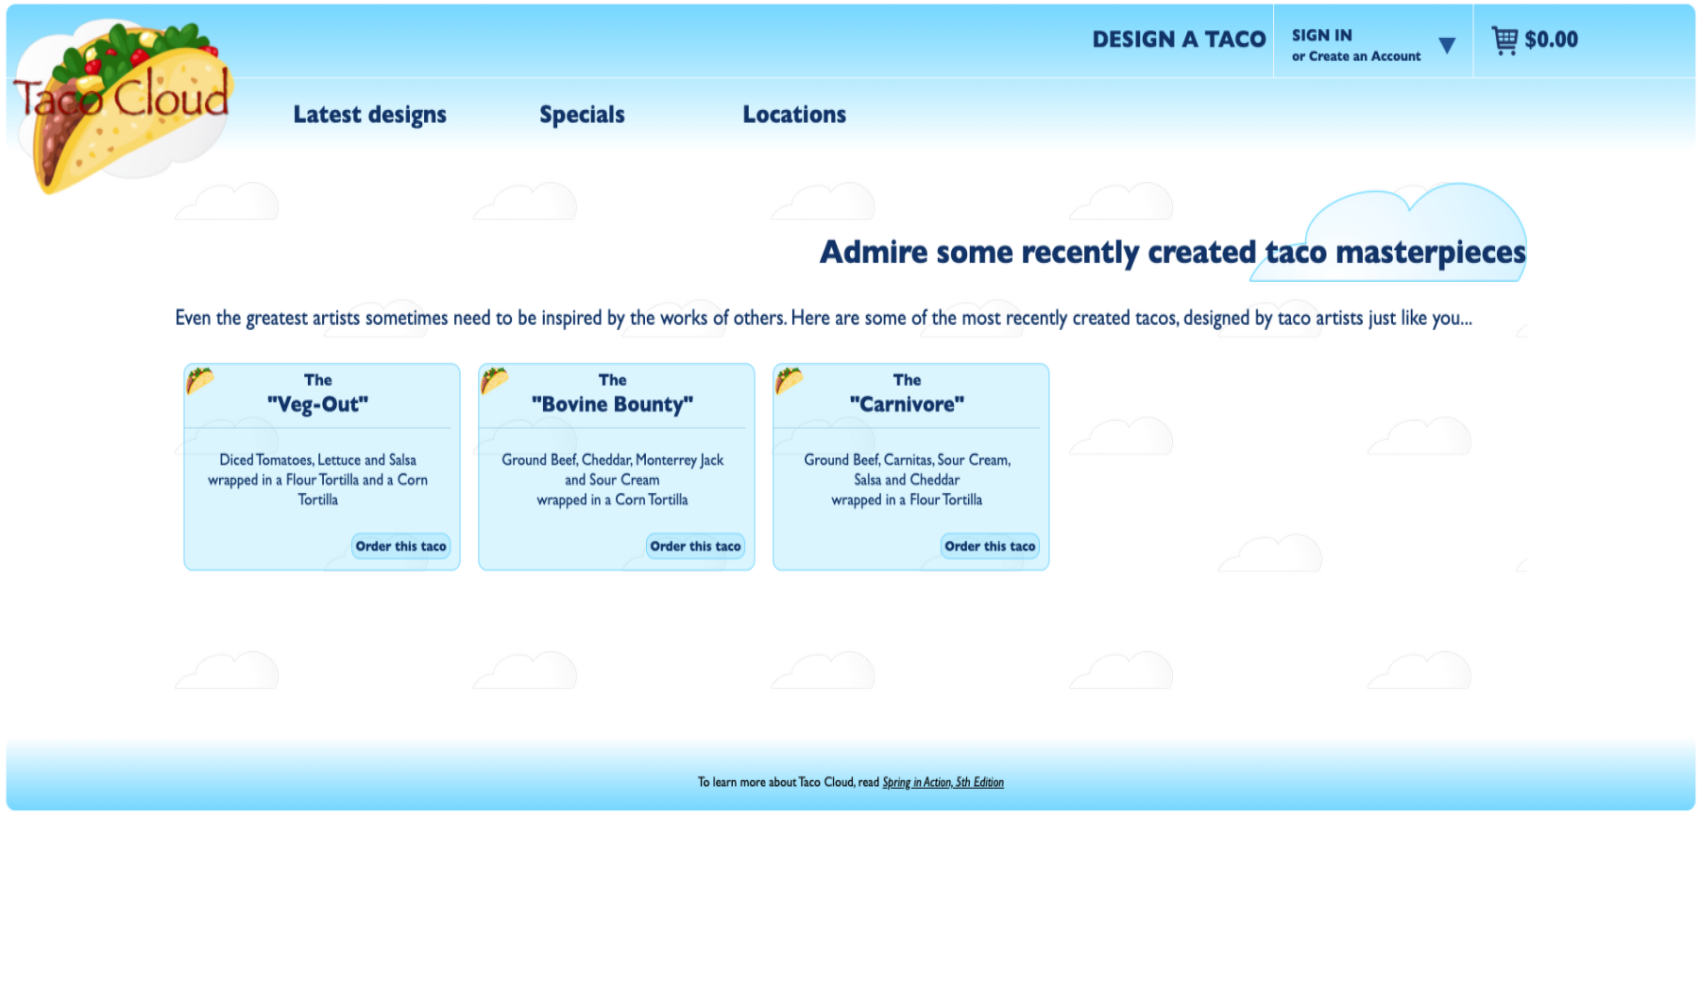 Taco Cloud
DESIGN A TACO
SIGN IN
or Create an Account
$0.00
Latest designs
Specials
Locations
Admire some recently created taco masterpieces
Even the greatest artists sometimes need to be inspired by the works of others. Here are some of the most recently created tacos, designed by taco artists just like you...
The
"Veg-Out"
Diced Tomatoes, Lettuce and Salsa
wrapped in a Flour Tortilla and a Corn
Tortilla
Order this taco
The
"Bovine Bounty"
Ground Beef, Cheddar, Monterrey Jack
and Sour Cream
wrapped in a Corn Tortilla
Order this taco
The
"Carnivore"
Ground Beef, Carnitas, Sour Cream,
Salsa and Cheddar
wrapped in a Flour Tortilla
Order this taco
To learn more about Taco Cloud, read Spring in Action, 5th Edition